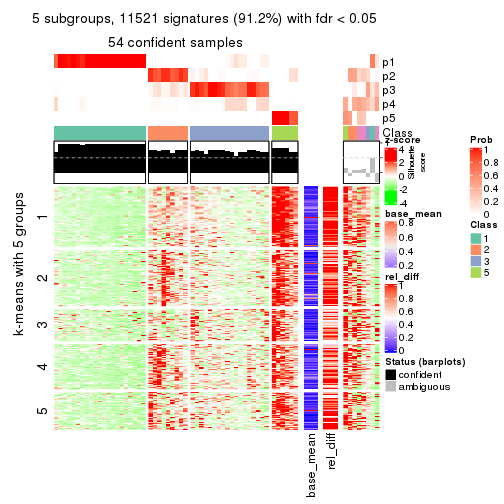 5 subgroups, 11521 signatures (91.2%) with fdr < 0.05
54 confident samples
p1
p2
p3
p4
p5
Class
z-score
4
2
0
-2
-4
Silhouette
score
base_mean
0.8
0.6
0.4
0.2
rel_diff
1
0.8
0.6
0.4
0.2
0
Status (barplots)
confident
ambiguous
Prob
1
0.8
0.6
0.4
0.2
0
Class
1
2
3
5
k-means with 5 groups
1
2
3
4
5
base_mean
rel_diff